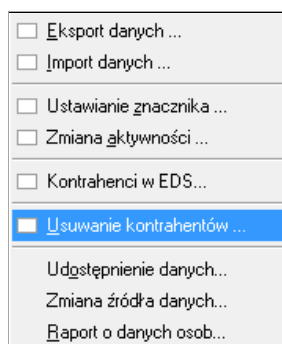 Eksport danych ...
Import danych ...
Ustawianie znacznika ...
Zmiana aktywności ...
Kontrahenci w EDS...
Usuwanie kontrahentów ...
Udostępnienie danych...
Zmiana źródła danych...
Raport o danych osob...